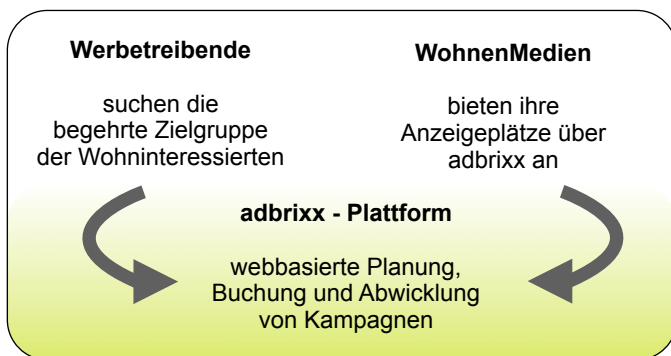 Werbetreibende
suchen die
begehrte Zielgruppe
der Wohninteressierten
WohnenMedien
bieten ihre
Anzeigeplätze über
adbrixx an
adbrixx - Plattform
webbasierte Planung,
Buchung und Abwicklung
von Kampagnen